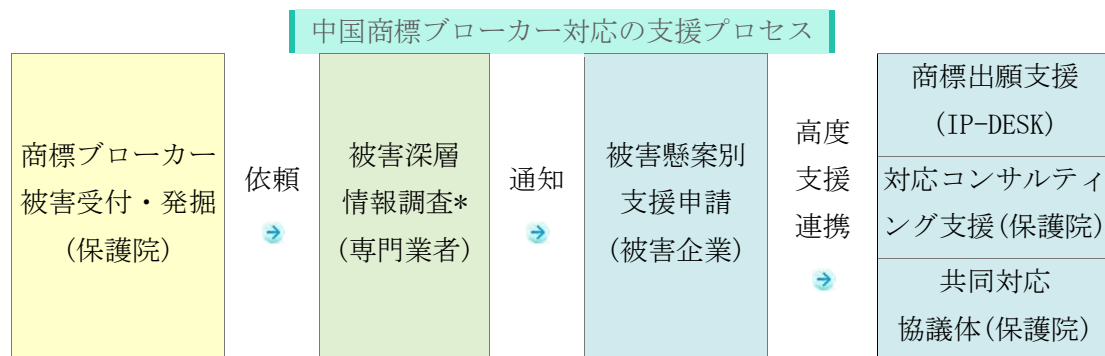 中国商標ブローカー対応の支援プロセス
商標ブローカー
被害受付・発掘
(保護院)
依頼
被害深層
情報調査*
(専門業者)
通知
被害懸案別
支援申請
(被害企業)
高度
支援
連携
商標出願支援
(IP-DESK)
対応コンサルティ
ング支援(保護院)
共同対応
協議体(保護院)